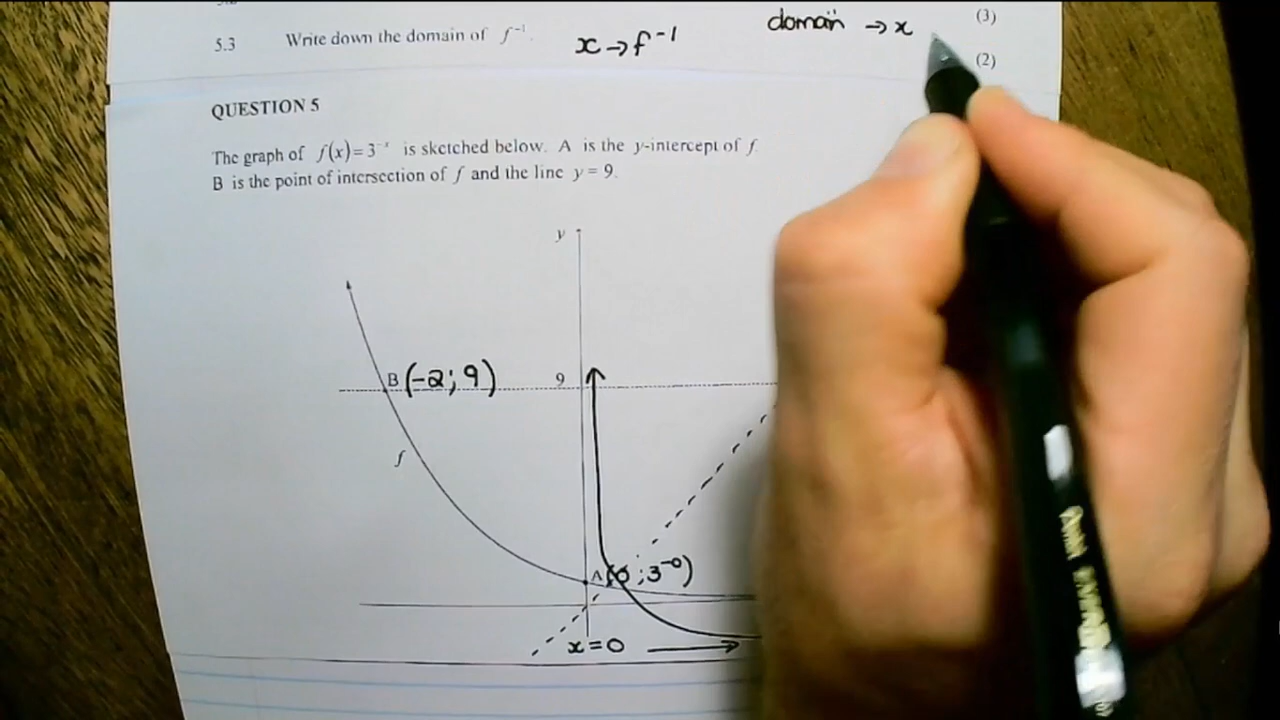 (3)
5.3 Write down the domain of f⁻¹. x→f⁻¹ domain → x
(2)
QUESTION 5
The graph of f(x)=3⁻ˣ is sketched below. A is the y-intercept of f.
B is the point of intersection of f and the line y = 9.
y
B (-2; 9) 9
f
A (0 ; 3⁻⁰)
x=0